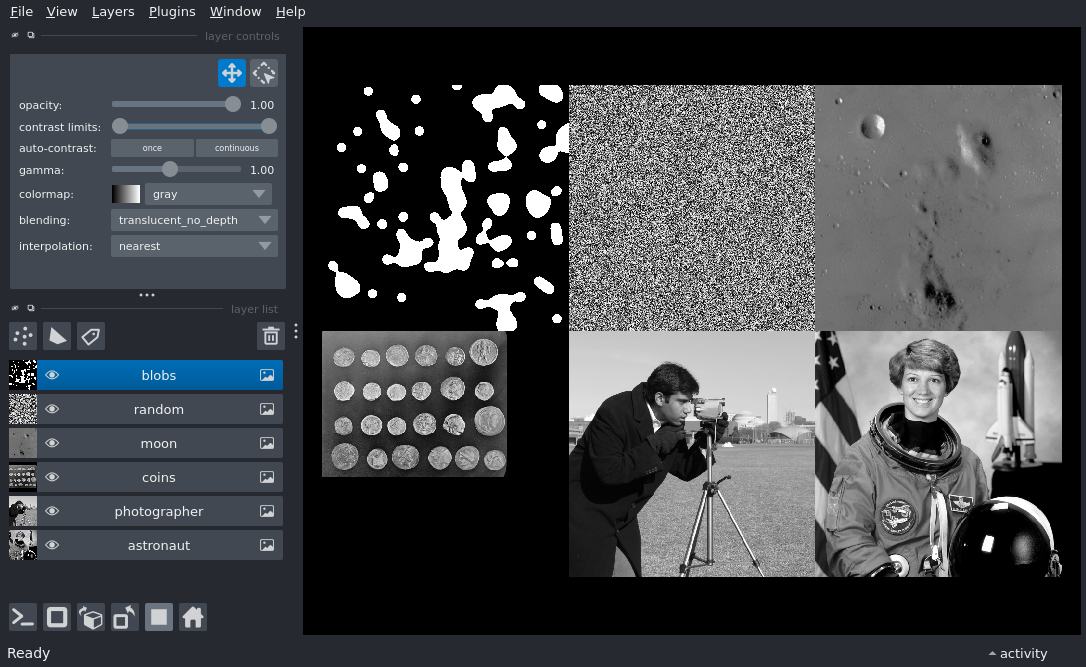 File View Layers Plugins Window Help
layer controls
opacity: 1.00
contrast limits:
auto-contrast: once continuous
gamma: 1.00
colormap: gray
blending: translucent_no_depth
interpolation: nearest
layer list
blobs
random
moon
coins
photographer
astronaut
Ready activity